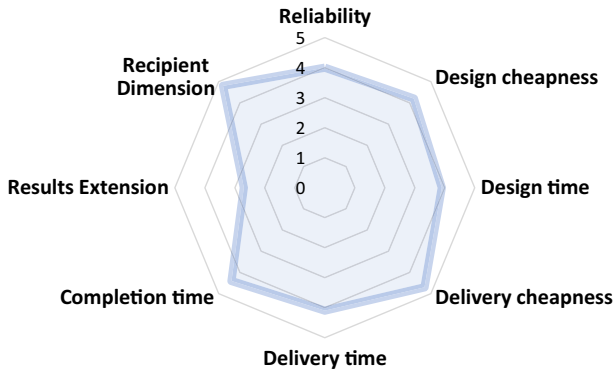 Reliability
5
4
3
2
1
0
Design cheapness
Design time
Delivery cheapness
Delivery time
Completion time
Results Extension
Recipient
Dimension